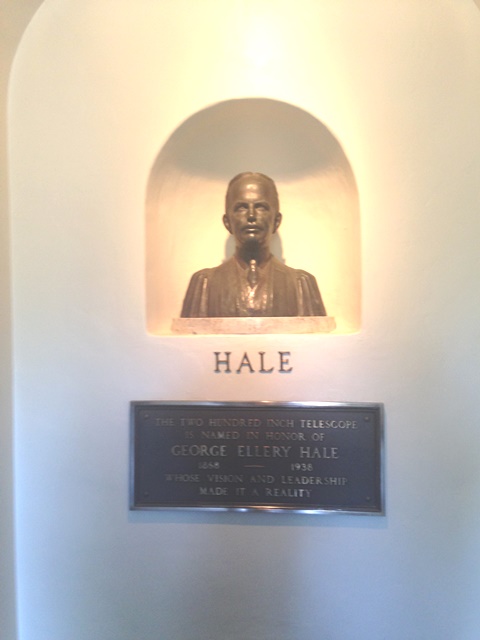 HALE
THE TWO HUNDRED INCH TELESCOPE
IS NAMED IN HONOR OF
GEORGE ELLERY HALE
1868 — 1938
WHOSE VISION AND LEADERSHIP
MADE IT A REALITY